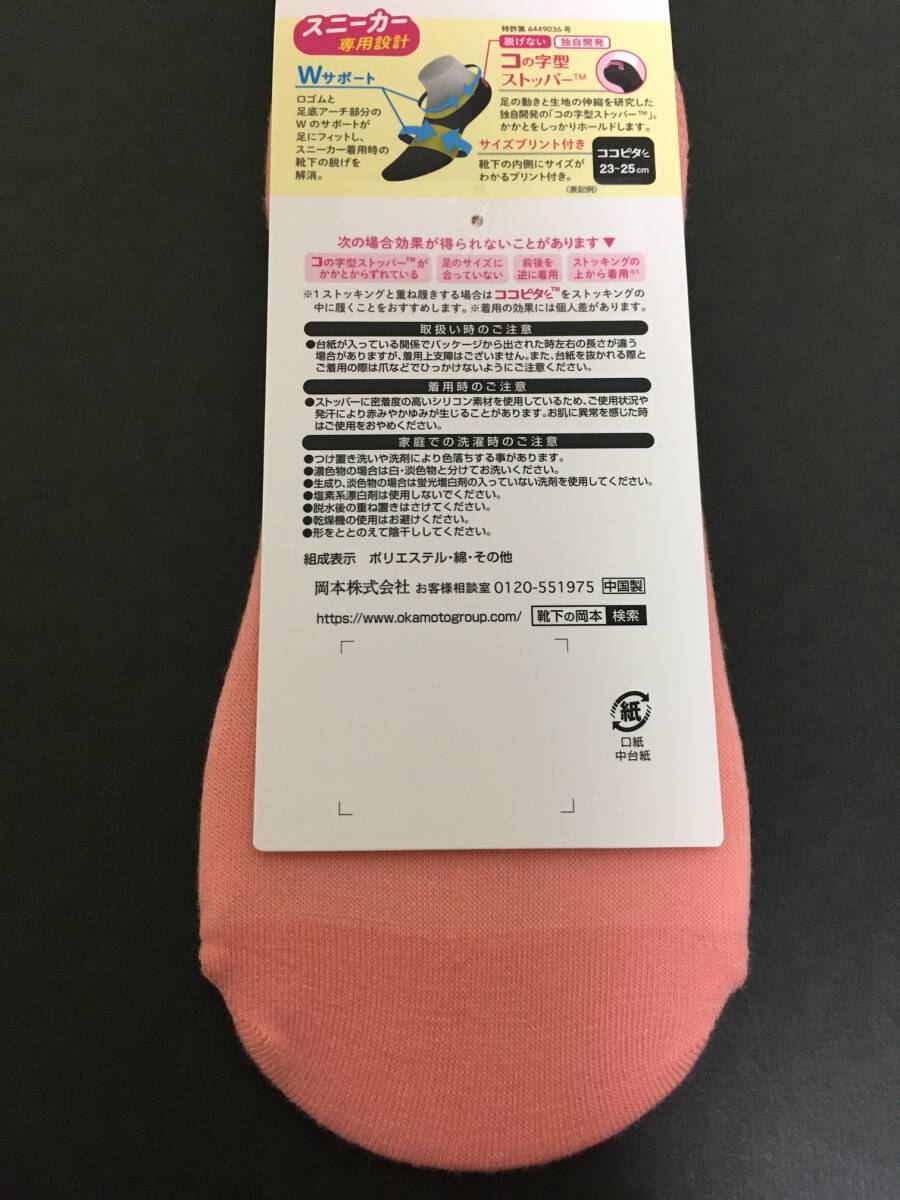 スニーカー
専用設計
Wサポート
口ゴムと
足底アーチ部分の
Wのサポートが
足にフィットし、
スニーカー着用時の
靴下の脱げを
解消。
特許第6449036号
脱げない 独自開発
コの字型
ストッパー™
足の動きと生地の伸縮を研究した
独自開発の「コの字型ストッパー™」。
かかとをしっかりホールドします。
サイズプリント付き
靴下の内側にサイズが
わかるプリント付き。
ココピタッ
23~25cm
(表記例)
次の場合効果が得られないことがあります▼
コの字型ストッパー™が
かかとからずれている
足のサイズに
合っていない
前後を
逆に着用
ストッキングの
上から着用※1
※1 ストッキングと重ね履きする場合はココピタッ™をストッキングの
中に履くことをおすすめします。※着用の効果には個人差があります。
取扱い時のご注意
●台紙が入っている関係でパッケージから出された時左右の長さが違う
場合がありますが、着用上支障はございません。また、台紙を抜かれる際と
ご着用の際は爪などでひっかけないようにご注意ください。
着用時のご注意
●ストッパーに密着度の高いシリコン素材を使用しているため、ご使用状況や
発汗により赤みやかゆみが生じることがあります。お肌に異常を感じた時
はご使用をおやめください。
家庭での洗濯時のご注意
●つけ置き洗いや洗剤により色落ちする事があります。
●濃色物の場合は白・淡色物と分けてお洗いください。
●生成り、淡色物の場合は蛍光増白剤の入っていない洗剤を使用してください。
●塩素系漂白剤は使用しないでください。
●脱水後の重ね置きはさけてください。
●乾燥機の使用はお避けください。
●形をととのえて陰干ししてください。
組成表示 ポリエステル・綿・その他
岡本株式会社 お客様相談室 0120-551975 中国製
https://www.okamotogroup.com/ 靴下の岡本 検索
紙
口紙
中台紙